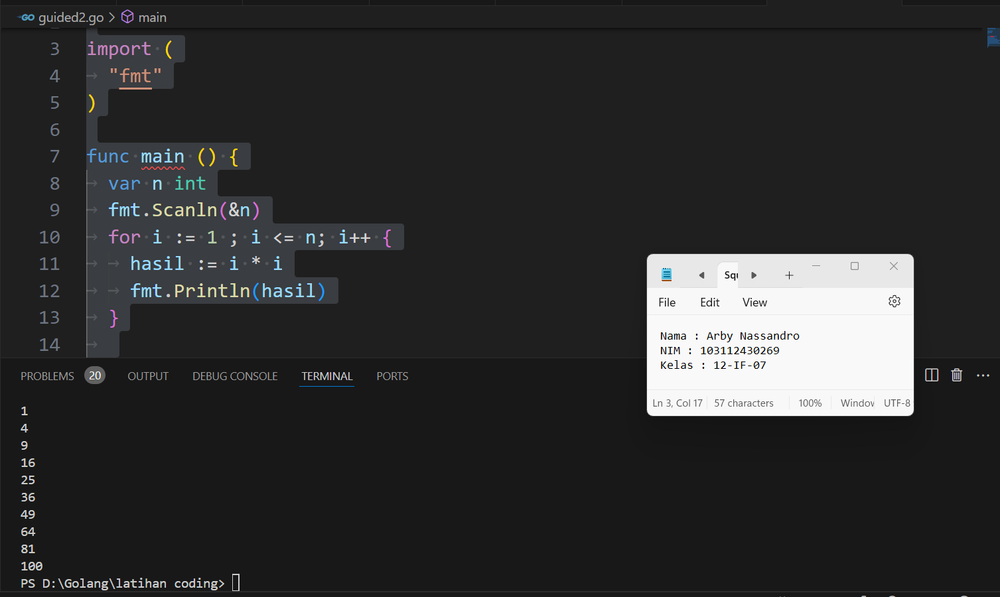 GO guided2.go > main
3 import (
4 "fmt"
5 )
6
7 func main () {
8 var n int
9 fmt.Scanln(&n)
10 for i := 1 ; i <= n; i++ {
11 hasil := i * i
12 fmt.Println(hasil)
13 }
14
Squ
File Edit View
Nama : Arby Nassandro
NIM : 103112430269
Kelas : 12-IF-07
Ln 3, Col 17 57 characters 100% Window UTF-8
PROBLEMS 20 OUTPUT DEBUG CONSOLE TERMINAL PORTS
1
4
9
16
25
36
49
64
81
100
PS D:\Golang\latihan coding>